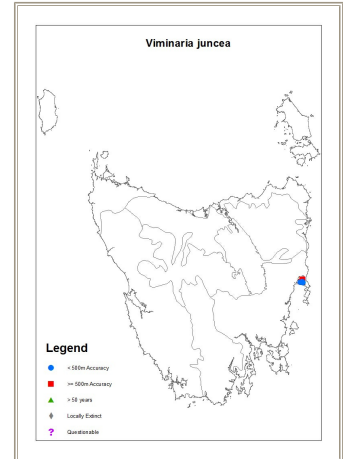 Viminaria juncea
Legend
< 500m Accuracy
>= 500m Accuracy
> 50 years
Locally Extinct
Questionable